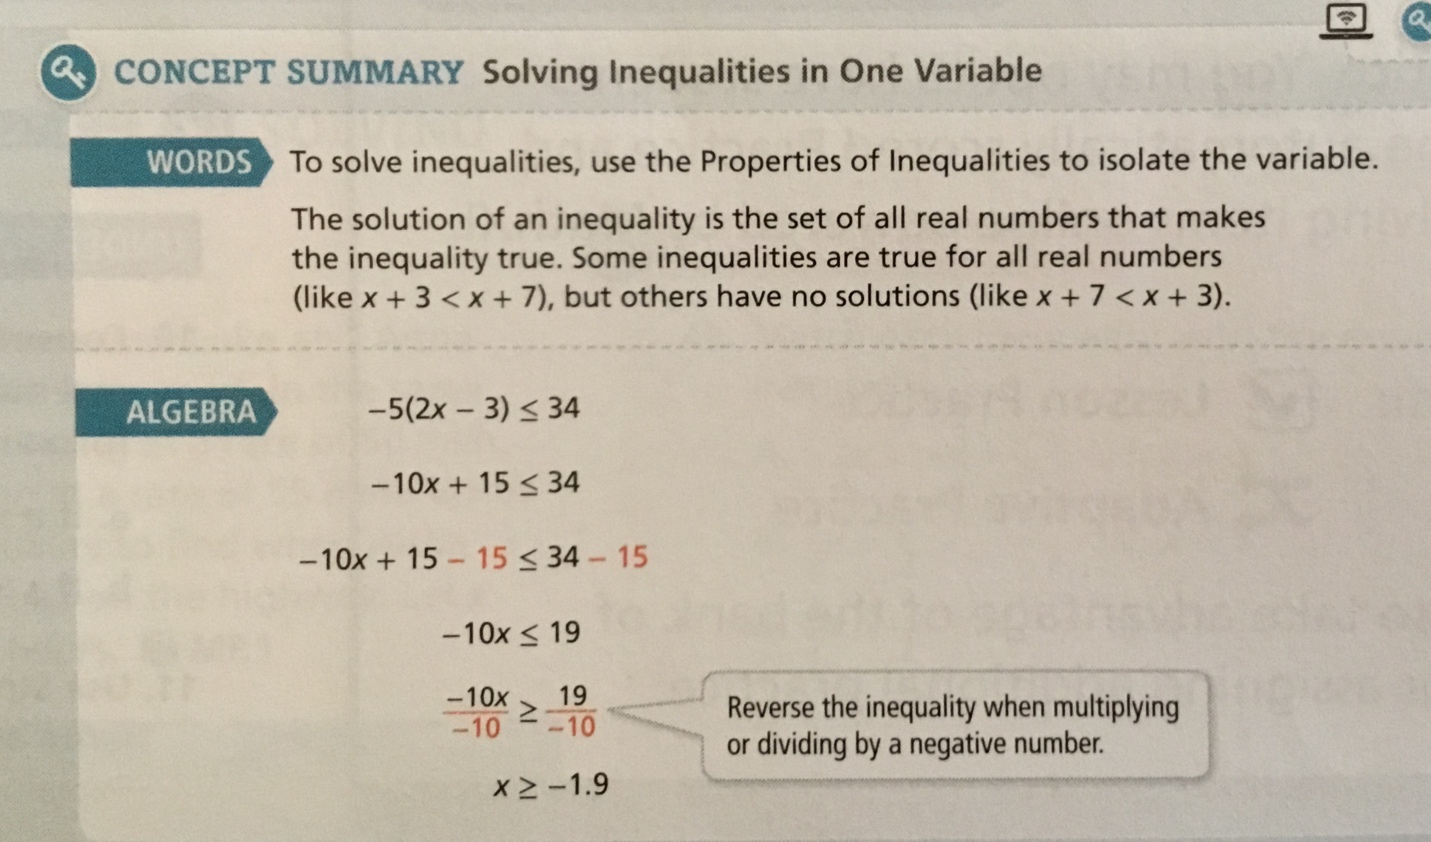 CONCEPT SUMMARY Solving Inequalities in One Variable
WORDS To solve inequalities, use the Properties of Inequalities to isolate the variable.
The solution of an inequality is the set of all real numbers that makes
the inequality true. Some inequalities are true for all real numbers
(like x + 3 < x + 7), but others have no solutions (like x + 7 < x + 3).
ALGEBRA −5(2x − 3) ≤ 34
−10x + 15 ≤ 34
−10x + 15 − 15 ≤ 34 − 15
−10x ≤ 19
−10x/−10 ≥ 19/−10
Reverse the inequality when multiplying
or dividing by a negative number.
x ≥ −1.9